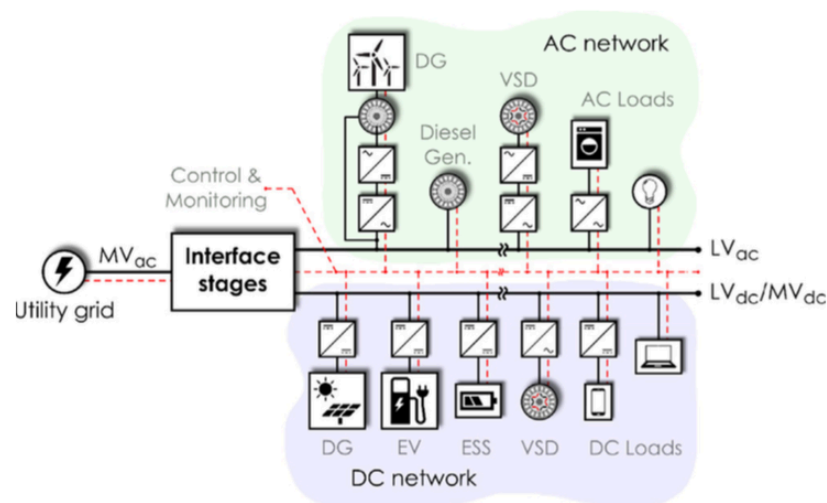 AC network
DG
VSD
AC Loads
Diesel
Gen.
Control &
Monitoring
MVac
Interface
stages
LVac
Utility grid
LVdc/MVdc
DG
EV
ESS
VSD
DC Loads
DC network